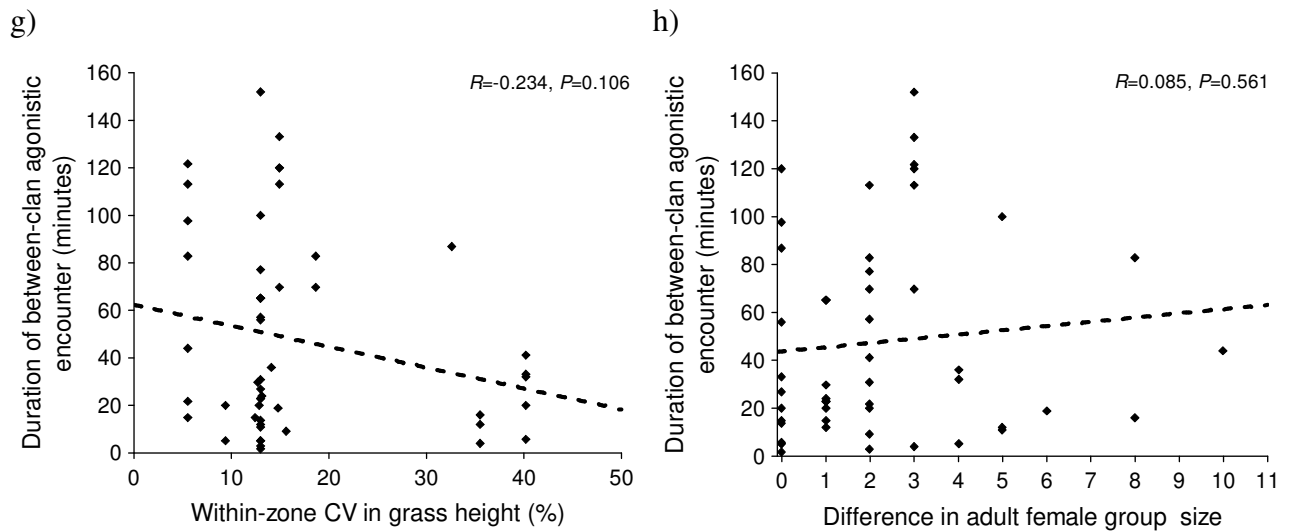 g)
R=-0.234, P=0.106
Duration of between-clan agonistic
encounter (minutes)
160
140
120
100
80
60
40
20
0
0 10 20 30 40 50
Within-zone CV in grass height (%)
h)
R=0.085, P=0.561
Duration of between-clan agonistic
encounter (minutes)
160
140
120
100
80
60
40
20
0
0 1 2 3 4 5 6 7 8 9 10 11
Difference in adult female group size